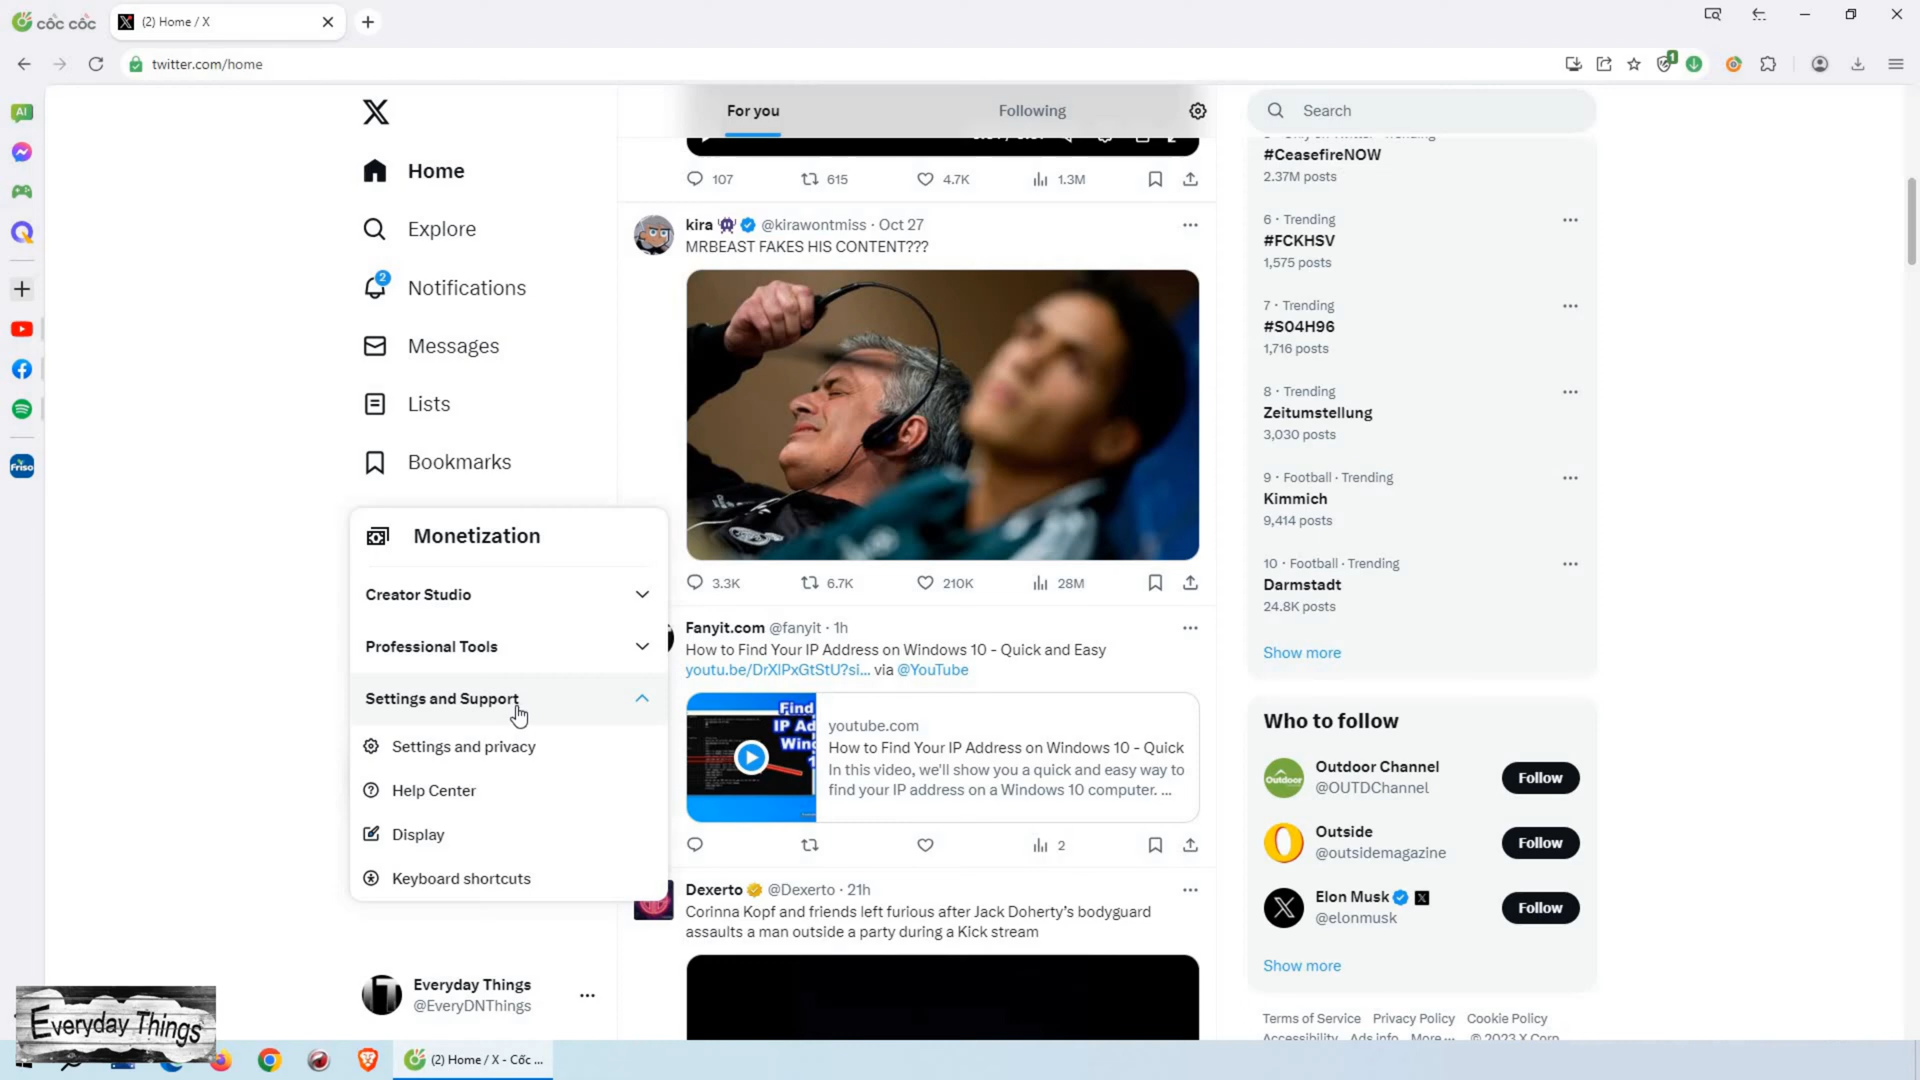 cốc cốc
(2) Home / X
twitter.com/home
1
AI
Friso
Home
Explore
2
Notifications
Messages
Lists
Bookmarks
Monetization
Creator Studio
Professional Tools
Settings and Support
Settings and privacy
Help Center
Display
Keyboard shortcuts
Everyday Things
@EveryDNThings
Everyday Things
For you
Following
107
615
4.7K
1.3M
kira @kirawontmiss · Oct 27
MRBEAST FAKES HIS CONTENT???
3.3K
6.7K
210K
28M
Fanyit.com @fanyit · 1h
How to Find Your IP Address on Windows 10 - Quick and Easy
youtu.be/DrXlPxGtStU?si... via @YouTube
Find
IP Ad
Wind
youtube.com
How to Find Your IP Address on Windows 10 - Quick
In this video, we'll show you a quick and easy way to
find your IP address on a Windows 10 computer. ...
2
Dexerto @Dexerto · 21h
Corinna Kopf and friends left furious after Jack Doherty's bodyguard
assaults a man outside a party during a Kick stream
Search
#CeasefireNOW
2.37M posts
6 · Trending
#FCKHSV
1,575 posts
7 · Trending
#S04H96
1,716 posts
8 · Trending
Zeitumstellung
3,030 posts
9 · Football · Trending
Kimmich
9,414 posts
10 · Football · Trending
Darmstadt
24.8K posts
Show more
Who to follow
Outdoor
Outdoor Channel
@OUTDChannel
Follow
Outside
@outsidemagazine
Follow
Elon Musk
@elonmusk
Follow
Show more
Terms of Service Privacy Policy Cookie Policy
Accessibility Ads info More... © 2023 X Corp.
(2) Home / X - Cốc ...